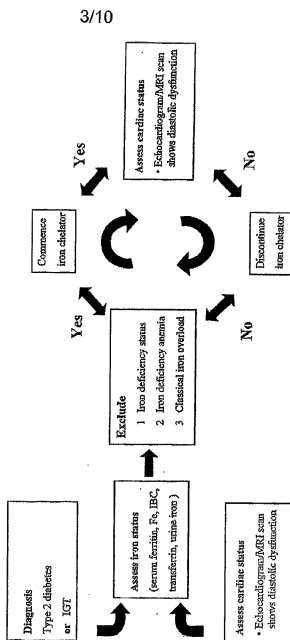 3/10
Diagnosis
Type 2 diabetes
or IGT
Assess iron status
(serum ferritin, Fe, IBC,
transferrin, urine iron )
Assess cardiac status
• Echocardiogram/MRI scan
shows diastolic dysfunction
Exclude
1 Iron deficiency status
2 Iron deficiency anemia
3 Classical iron overload
Yes
No
Commence
iron chelator
Discontinue
iron chelator
Yes
No
Assess cardiac status
• Echocardiogram/MRI scan
shows diastolic dysfunction